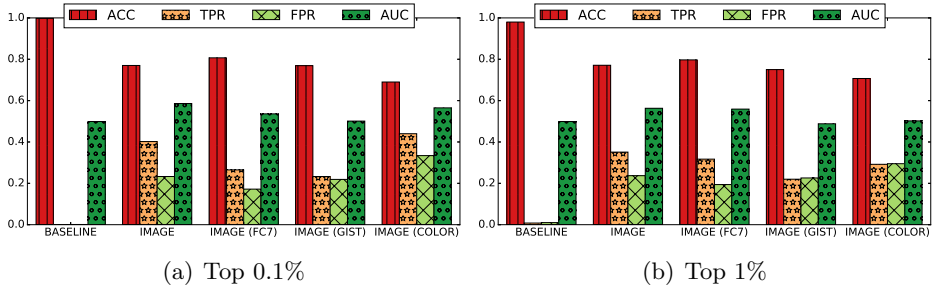 ACC TPR FPR AUC
1.0
0.8
0.6
0.4
0.2
0.0
BASELINE IMAGE IMAGE (FC7) IMAGE (GIST) IMAGE (COLOR)
(a) Top 0.1%
ACC TPR FPR AUC
1.0
0.8
0.6
0.4
0.2
0.0
BASELINE IMAGE IMAGE (FC7) IMAGE (GIST) IMAGE (COLOR)
(b) Top 1%